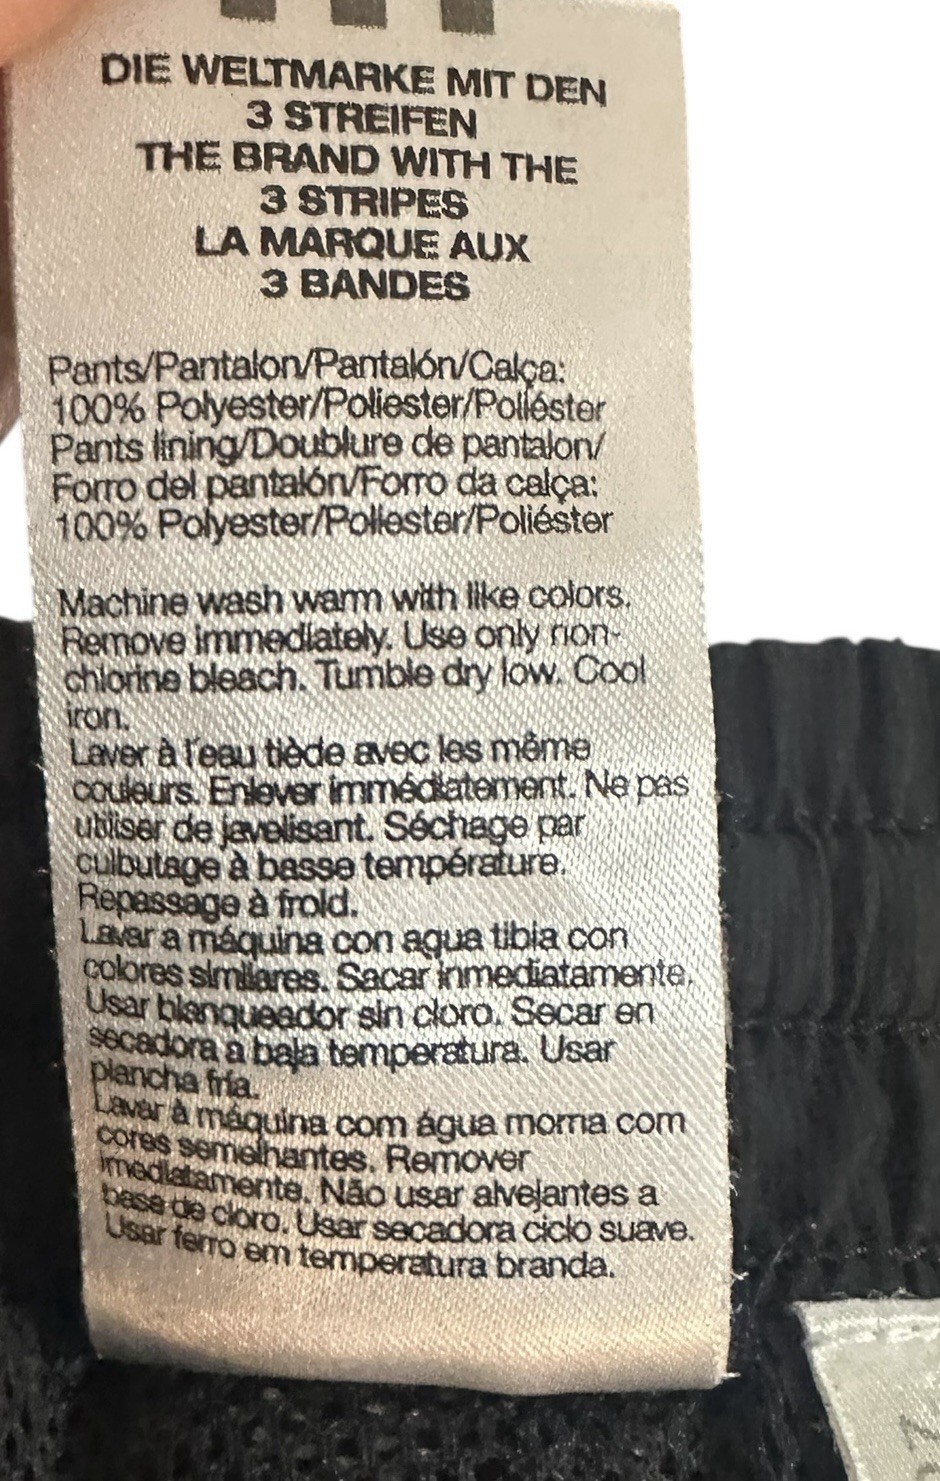 DIE WELTMARKE MIT DEN
3 STREIFEN
THE BRAND WITH THE
3 STRIPES
LA MARQUE AUX
3 BANDES
Pants/Pantalon/Pantalón/Calça:
100% Polyester/Poliester/Poliéster
Pants lining/Doublure de pantalon/
Forro del pantalón/Forro da calça:
100% Polyester/Poliester/Poliéster
Machine wash warm with like colors.
Remove immediately. Use only non-
chlorine bleach. Tumble dry low. Cool
iron.
Laver à l'eau tiède avec les même
couleurs. Enlever immédiatement. Ne pas
utiliser de javelisant. Séchage par
culbutage à basse température.
Repassage à froid.
Lavar a máquina con agua tibia con
colores similares. Sacar inmediatamente.
Usar blanqueador sin cloro. Secar en
secadora a baja temperatura. Usar
plancha fría.
Lavar à máquina com água morna com
cores semelhantes. Remover
imediatamente. Não usar alvejantes a
base de cloro. Usar secadora ciclo suave.
Usar ferro em temperatura branda.